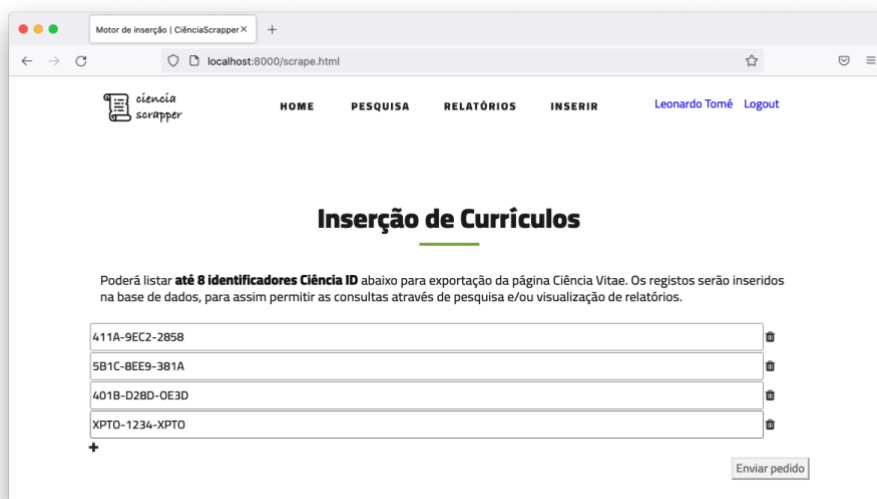 Motor de inserção | CiênciaScrapper
localhost:8000/scrape.html
ciencia
scrapper
HOME PESQUISA RELATÓRIOS INSERIR Leonardo Tomé Logout
Inserção de Currículos
Poderá listar até 8 identificadores Ciência ID abaixo para exportação da página Ciência Vitae. Os registos serão inseridos
na base de dados, para assim permitir as consultas através de pesquisa e/ou visualização de relatórios.
411A-9EC2-2858
5B1C-8EE9-381A
401B-D28D-0E3D
XPTO-1234-XPTO
Enviar pedido